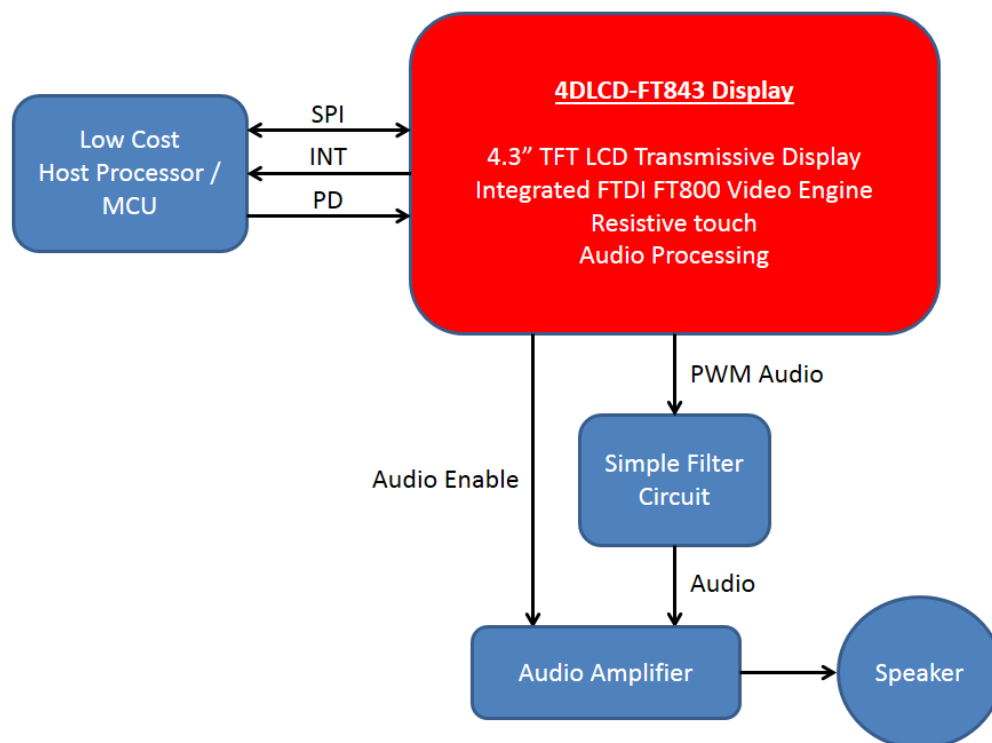 4DLCD-FT843 Display
4.3” TFT LCD Transmissive Display
Integrated FTDI FT800 Video Engine
Resistive touch
Audio Processing
Low Cost
Host Processor /
MCU
SPI
INT
PD
PWM Audio
Simple Filter
Circuit
Audio Enable
Audio
Audio Amplifier
Speaker